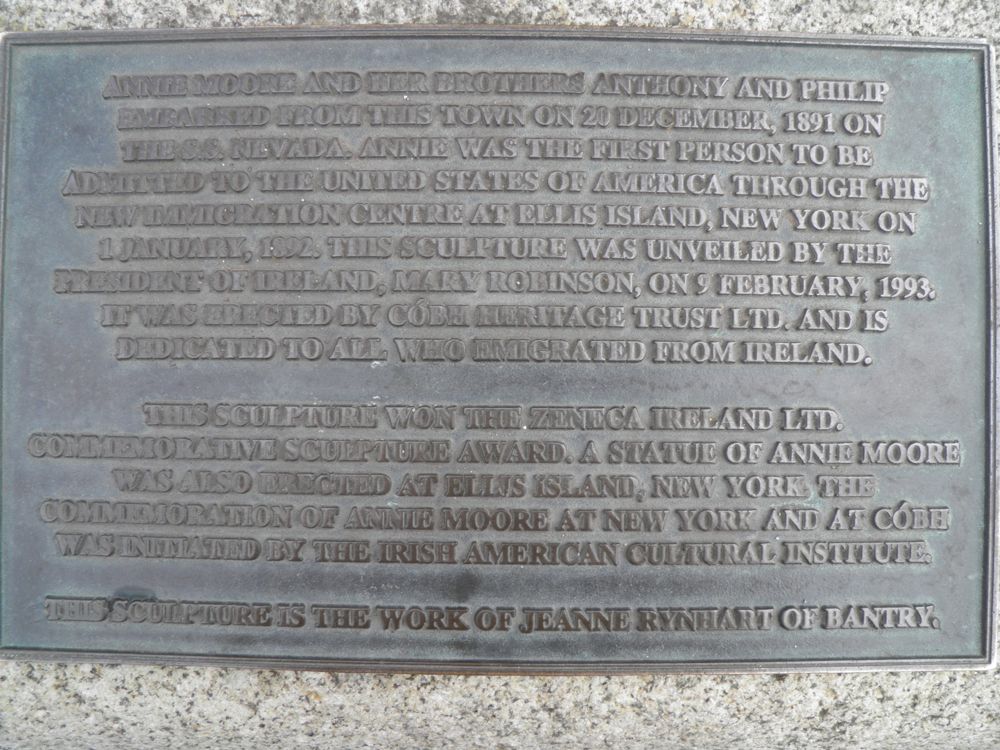 ANNIE MOORE AND HER BROTHERS ANTHONY AND PHILIP
EMBARKED FROM THIS TOWN ON 20 DECEMBER, 1891 ON
THE S.S. NEVADA. ANNIE WAS THE FIRST PERSON TO BE
ADMITTED TO THE UNITED STATES OF AMERICA THROUGH THE
NEW IMMIGRATION CENTRE AT ELLIS ISLAND, NEW YORK ON
1 JANUARY, 1892. THIS SCULPTURE WAS UNVEILED BY THE
PRESIDENT OF IRELAND, MARY ROBINSON, ON 9 FEBRUARY, 1993.
IT WAS ERECTED BY CÓBH HERITAGE TRUST LTD. AND IS
DEDICATED TO ALL WHO EMIGRATED FROM IRELAND.
THIS SCULPTURE WON THE ZENECA IRELAND LTD.
COMMEMORATIVE SCULPTURE AWARD. A STATUE OF ANNIE MOORE
WAS ALSO ERECTED AT ELLIS ISLAND, NEW YORK. THE
COMMEMORATION OF ANNIE MOORE AT NEW YORK AND AT CÓBH
WAS INITIATED BY THE IRISH AMERICAN CULTURAL INSTITUTE.
THIS SCULPTURE IS THE WORK OF JEANNE RYNHART OF BANTRY.